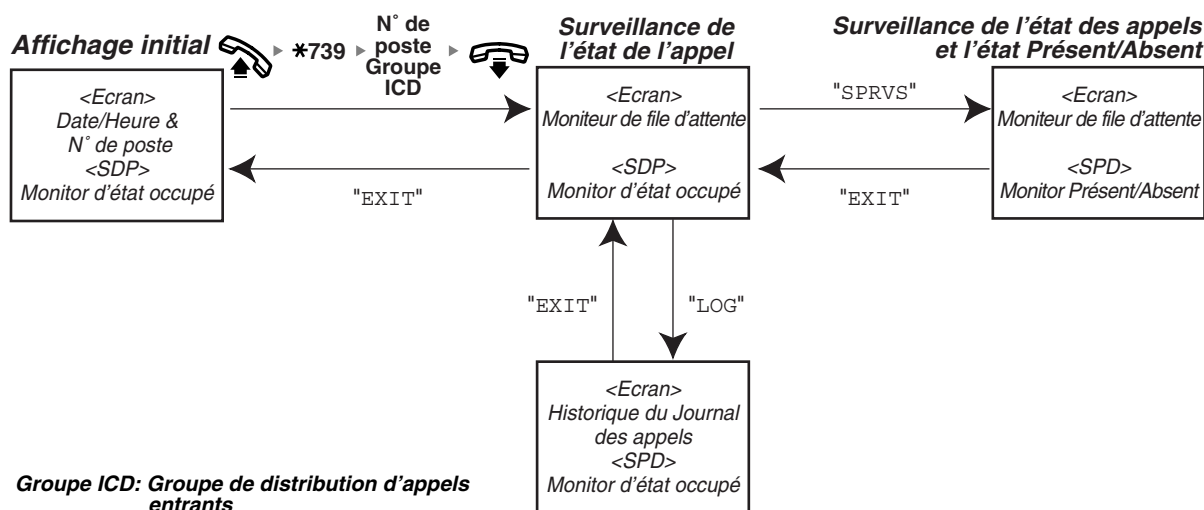 Affichage initial
*739
N° de
poste
Groupe
ICD
Surveillance de
l'état de l'appel
Surveillance de l'état des appels
et l'état Présent/Absent
<Ecran>
Date/Heure &
N° de poste
<SDP>
Monitor d'état occupé
"EXIT"
<Ecran>
Moniteur de file d'attente
<SDP>
Monitor d'état occupé
"SPRVS"
"EXIT"
<Ecran>
Moniteur de file d'attente
<SPD>
Monitor Présent/Absent
"EXIT"
"LOG"
<Ecran>
Historique du Journal
des appels
<SPD>
Monitor d'état occupé
Groupe ICD: Groupe de distribution d'appels
entrants